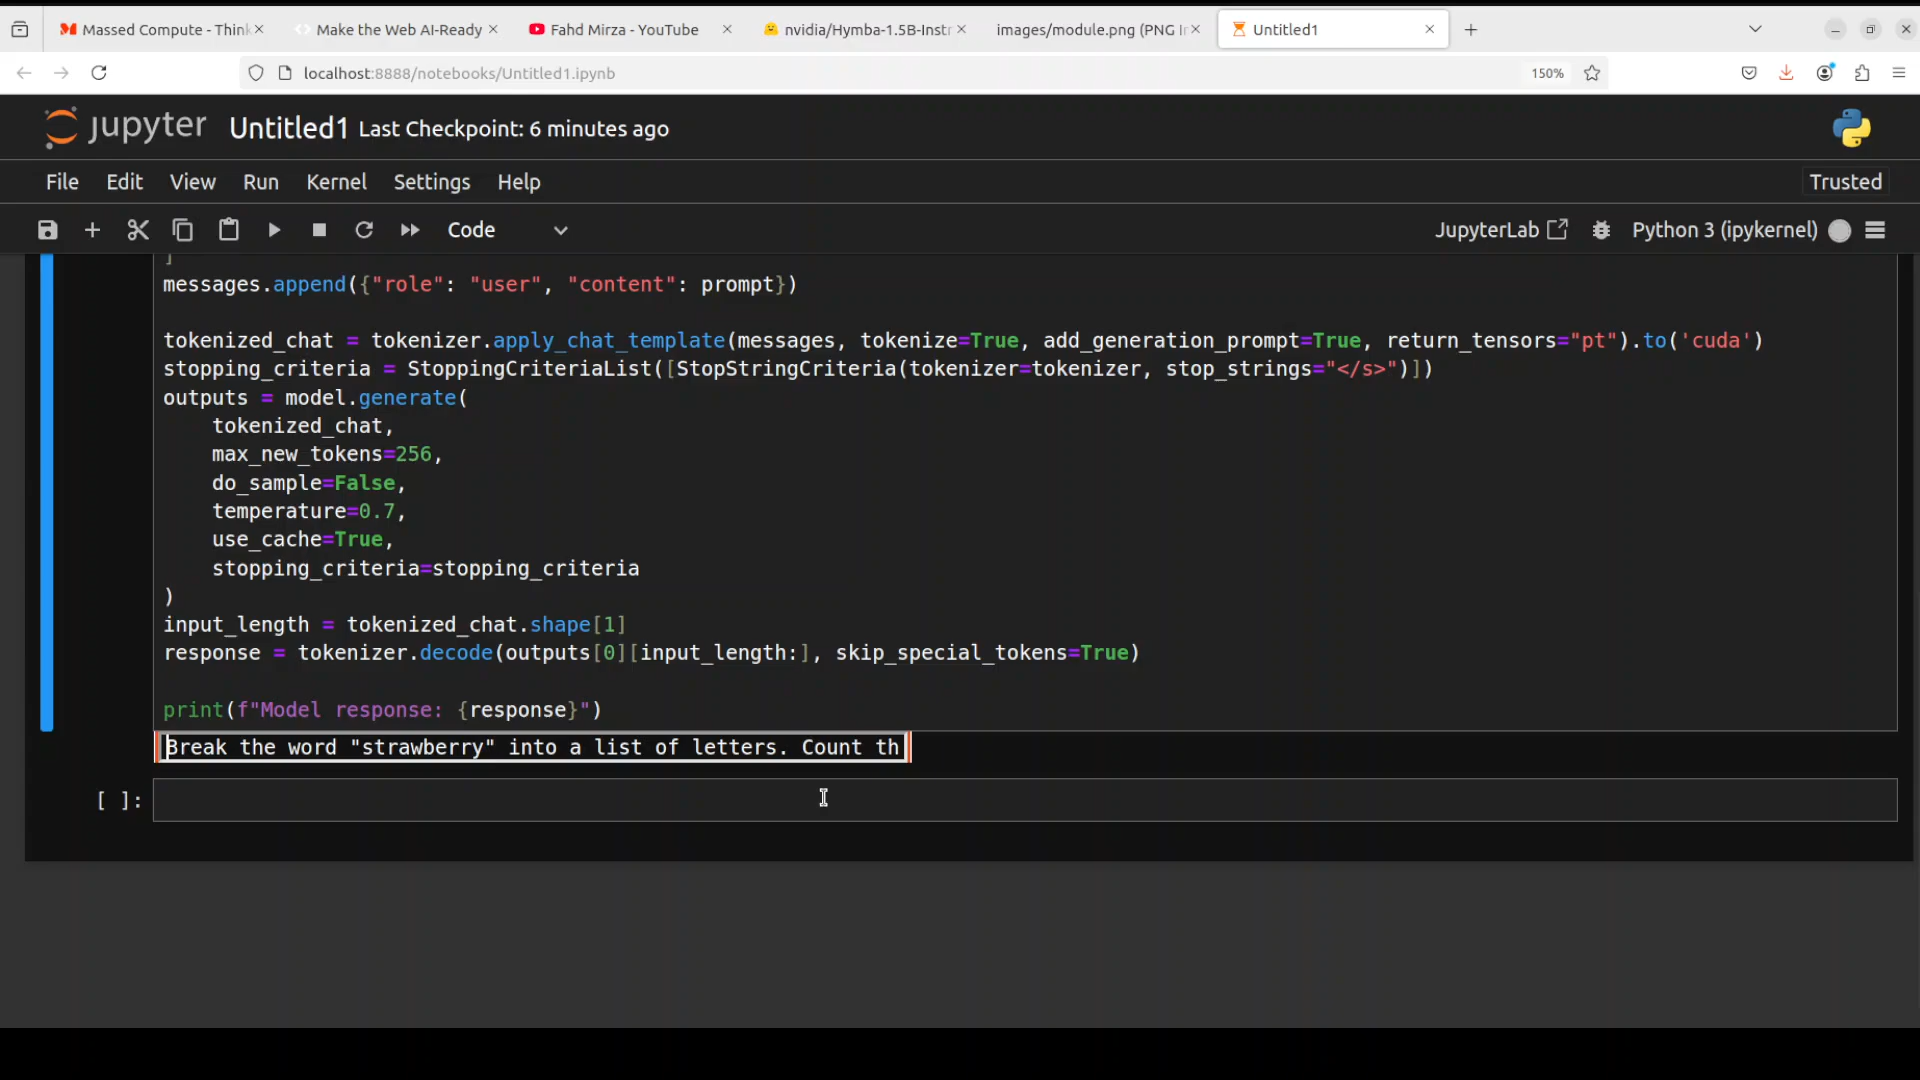 Massed Compute - Think
Make the Web AI-Ready
Fahd Mirza - YouTube
nvidia/Hymba-1.5B-Instr
images/module.png (PNG I
Untitled1
localhost:8888/notebooks/Untitled1.ipynb
150%
jupyter Untitled1 Last Checkpoint: 6 minutes ago
File Edit View Run Kernel Settings Help
Trusted
Code
JupyterLab
Python 3 (ipykernel)
]
messages.append({"role": "user", "content": prompt})
tokenized_chat = tokenizer.apply_chat_template(messages, tokenize=True, add_generation_prompt=True, return_tensors="pt").to('cuda')
stopping_criteria = StoppingCriteriaList([StopStringCriteria(tokenizer=tokenizer, stop_strings="</s>")])
outputs = model.generate(
    tokenized_chat,
    max_new_tokens=256,
    do_sample=False,
    temperature=0.7,
    use_cache=True,
    stopping_criteria=stopping_criteria
)
input_length = tokenized_chat.shape[1]
response = tokenizer.decode(outputs[0][input_length:], skip_special_tokens=True)
print(f"Model response: {response}")
Break the word "strawberry" into a list of letters. Count th
[ ]: